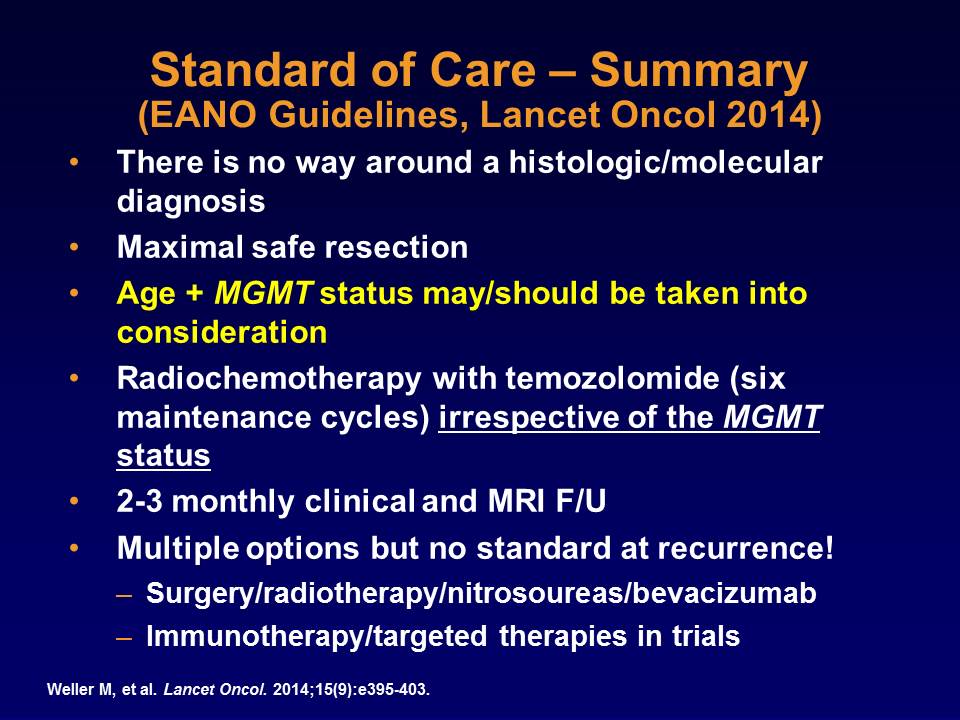 Standard of Care – Summary
(EANO Guidelines, Lancet Oncol 2014)
• There is no way around a histologic/molecular
diagnosis
• Maximal safe resection
• Age + MGMT status may/should be taken into
consideration
• Radiochemotherapy with temozolomide (six
maintenance cycles) irrespective of the MGMT
status
• 2-3 monthly clinical and MRI F/U
• Multiple options but no standard at recurrence!
– Surgery/radiotherapy/nitrosoureas/bevacizumab
– Immunotherapy/targeted therapies in trials
Weller M, et al. Lancet Oncol. 2014;15(9):e395-403.